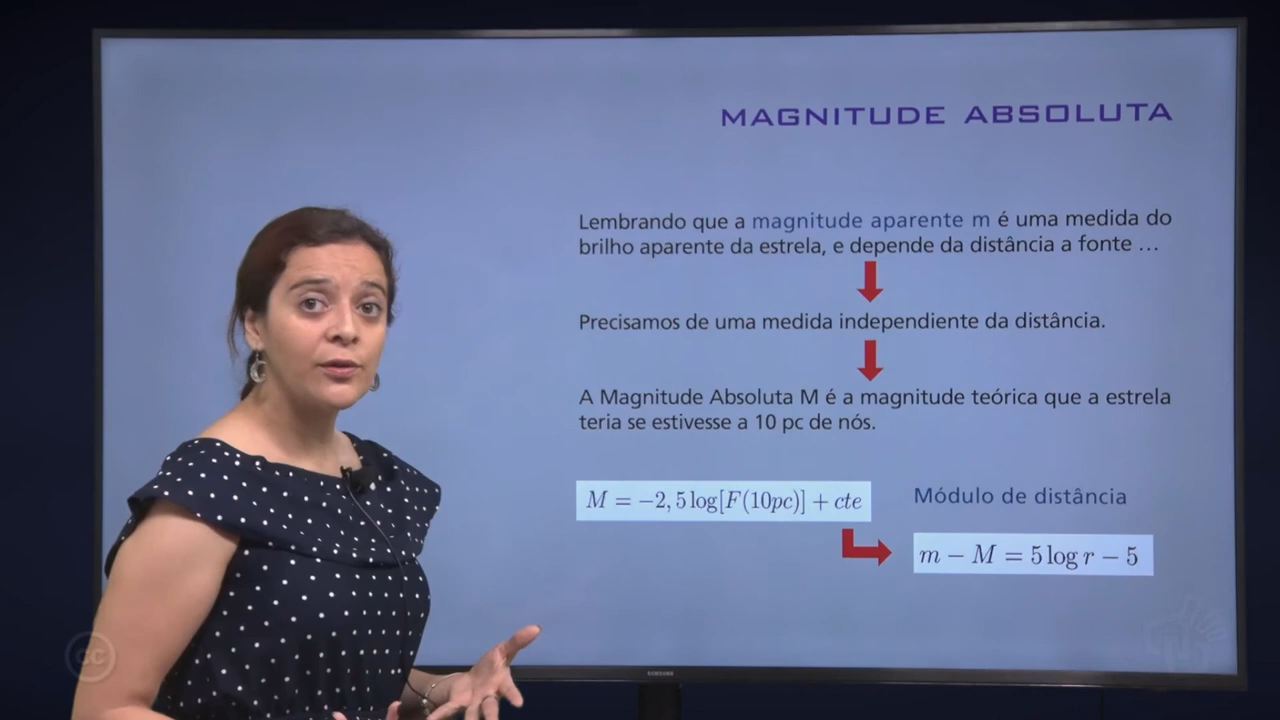 MAGNITUDE ABSOLUTA
Lembrando que a magnitude aparente m é uma medida do
brilho aparente da estrela, e depende da distância a fonte ...
Precisamos de uma medida independiente da distância.
A Magnitude Absoluta M é a magnitude teórica que a estrela
teria se estivesse a 10 pc de nós.
M = −2, 5 log[F(10pc)] + cte
Módulo de distância
m − M = 5 log r − 5
SAMSUNG
cc